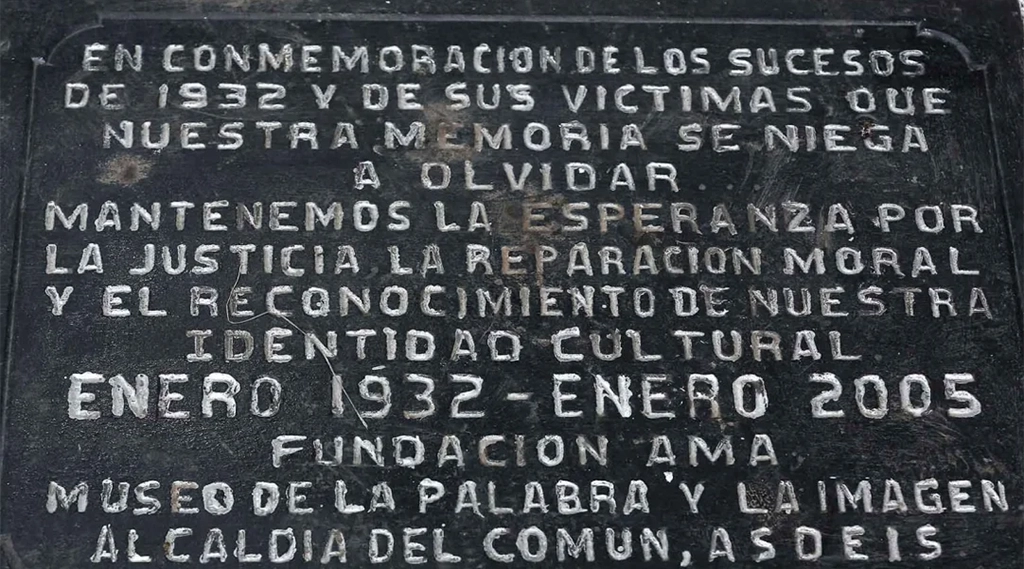 EN CONMEMORACION DE LOS SUCESOS
DE 1932 Y DE SUS VICTIMAS QUE
NUESTRA MEMORIA SE NIEGA
A OLVIDAR
MANTENEMOS LA ESPERANZA POR
LA JUSTICIA, LA REPARACION MORAL
Y EL RECONOCIMIENTO DE NUESTRA
IDENTIDAD CULTURAL
ENERO 1932 - ENERO 2005
FUNDACION AMA
MUSEO DE LA PALABRA Y LA IMAGEN
ALCALDIA DEL COMUN, ASDEIS